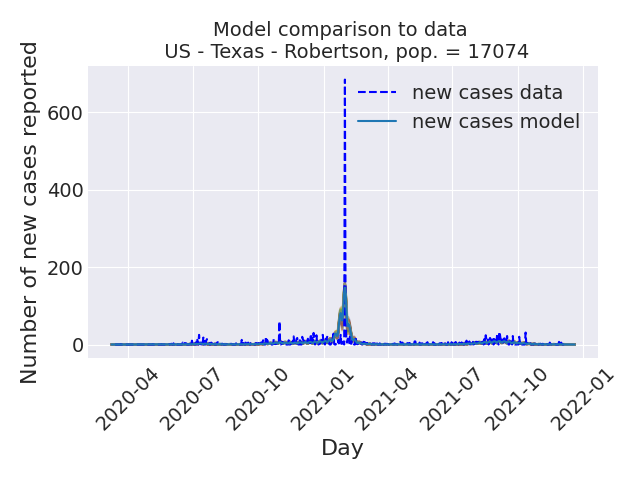 Model comparison to data
US - Texas - Robertson, pop. = 17074
Number of new cases reported
600
400
200
0
new cases data
new cases model
2020-04
2020-07
2020-10
2021-01
2021-04
2021-07
2021-10
2022-01
Day